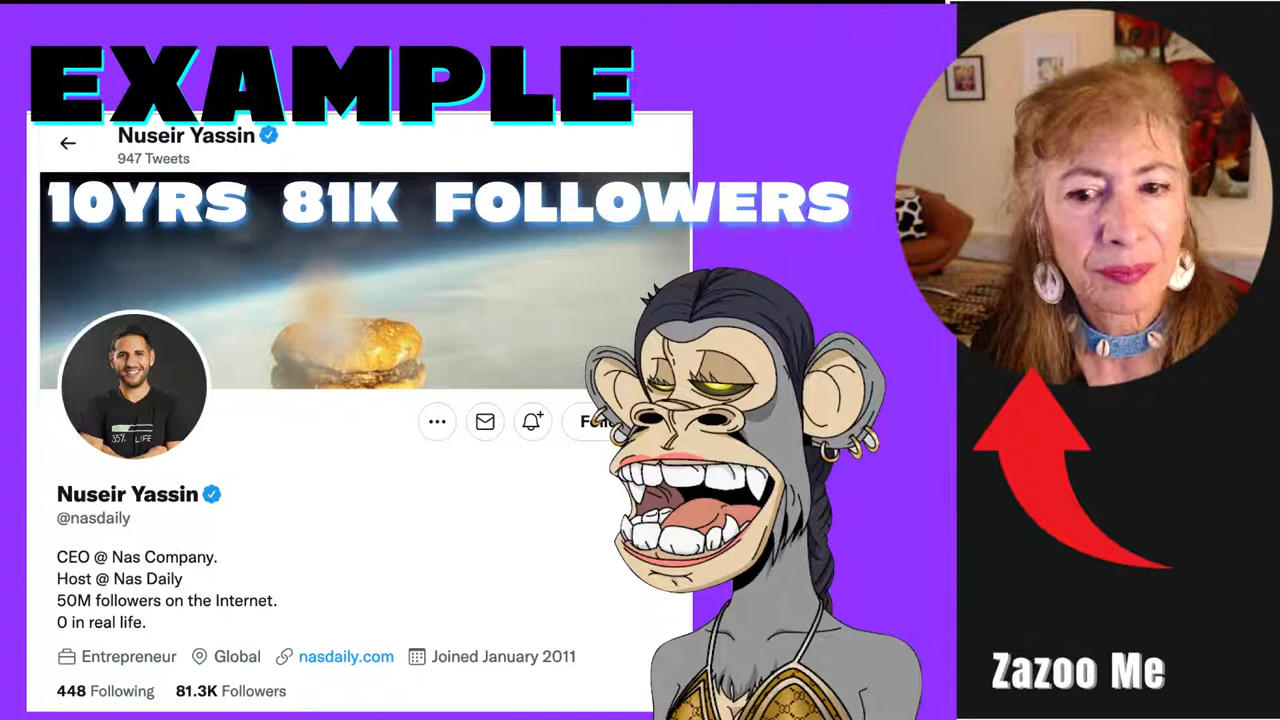 EXAMPLE
Nuseir Yassin
947 Tweets
10YRS 81K FOLLOWERS
35% LIFE
Nuseir Yassin
@nasdaily
CEO @ Nas Company.
Host @ Nas Daily
50M followers on the Internet.
0 in real life.
Entrepreneur Global nasdaily.com Joined January 2011
448 Following 81.3K Followers
Zazoo Me